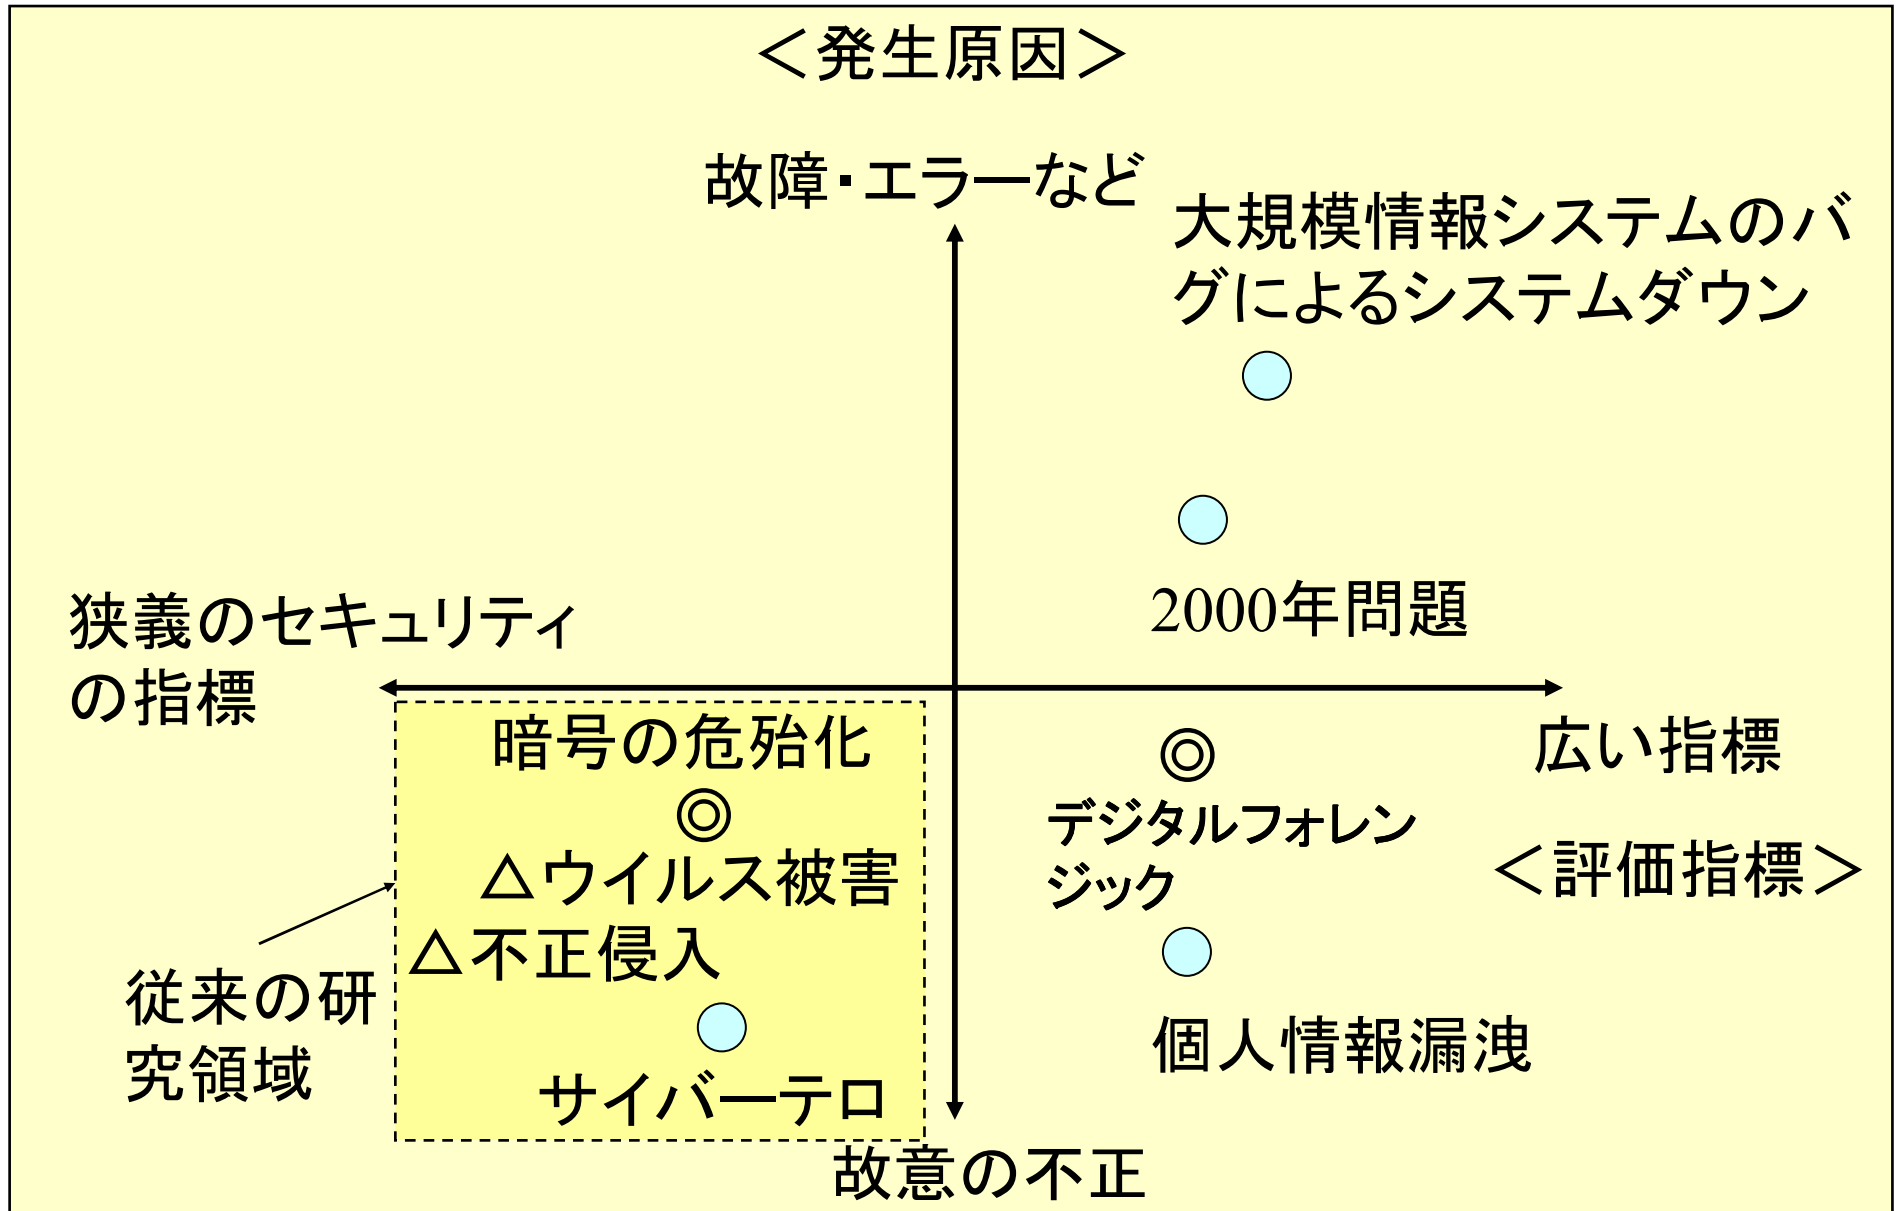 ＜発生原因＞
故障・エラーなど
大規模情報システムのバ
グによるシステムダウン
2000年問題
狭義のセキュリティ
の指標
広い指標
＜評価指標＞
暗号の危殆化
◎
△ウイルス被害
△不正侵入
サイバーテロ
◎
デジタルフォレン
ジック
個人情報漏洩
従来の研
究領域
故意の不正